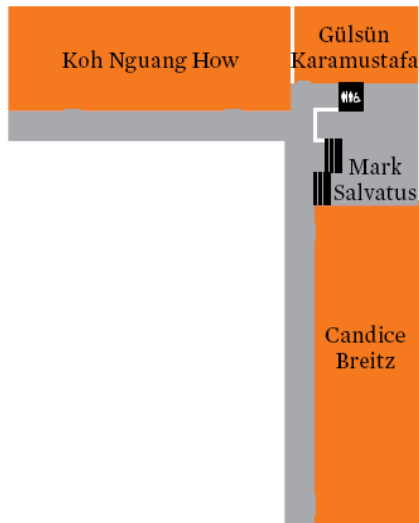 Koh Nguang How
Gülsün
Karamustafa
Mark
Salvatus
Candice
Breitz